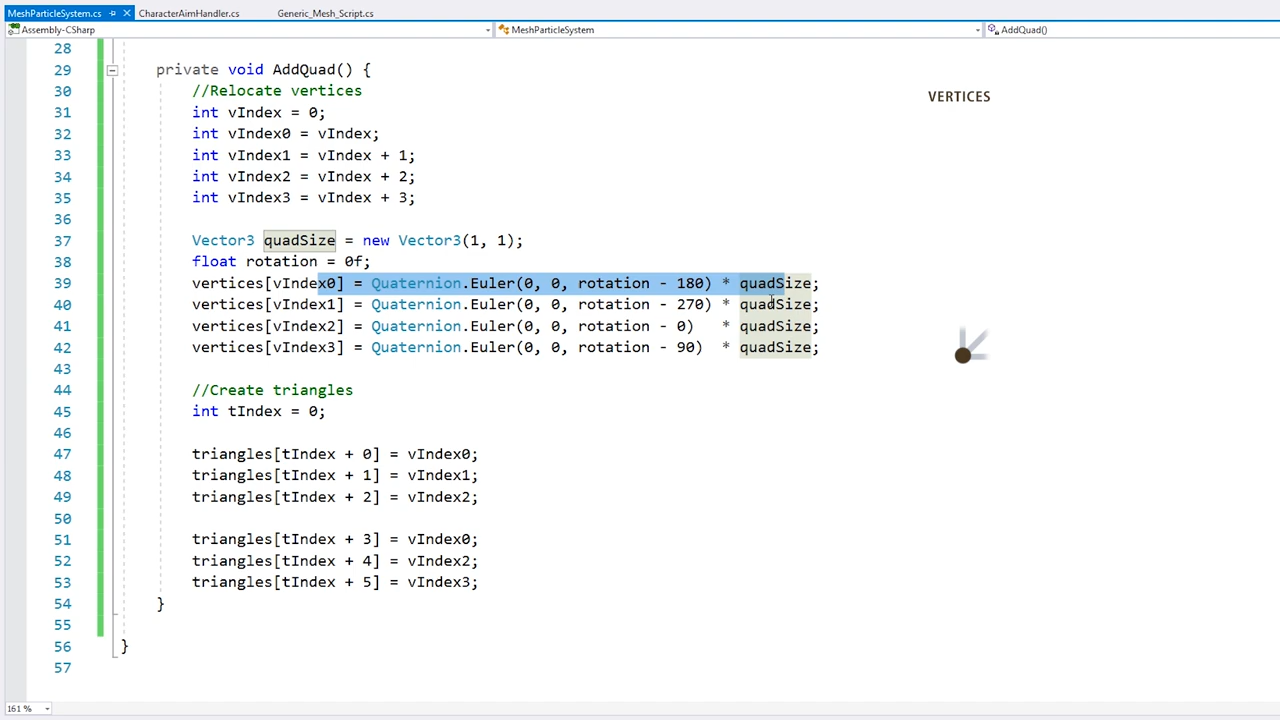 MeshParticleSystem.cs CharacterAimHandler.cs Generic_Mesh_Script.cs
Assembly-CSharp MeshParticleSystem AddQuad()
28
29 private void AddQuad() {
30 //Relocate vertices
31 int vIndex = 0;
32 int vIndex0 = vIndex;
33 int vIndex1 = vIndex + 1;
34 int vIndex2 = vIndex + 2;
35 int vIndex3 = vIndex + 3;
36
37 Vector3 quadSize = new Vector3(1, 1);
38 float rotation = 0f;
39 vertices[vIndex0] = Quaternion.Euler(0, 0, rotation - 180) * quadSize;
40 vertices[vIndex1] = Quaternion.Euler(0, 0, rotation - 270) * quadSize;
41 vertices[vIndex2] = Quaternion.Euler(0, 0, rotation - 0) * quadSize;
42 vertices[vIndex3] = Quaternion.Euler(0, 0, rotation - 90) * quadSize;
43
44 //Create triangles
45 int tIndex = 0;
46
47 triangles[tIndex + 0] = vIndex0;
48 triangles[tIndex + 1] = vIndex1;
49 triangles[tIndex + 2] = vIndex2;
50
51 triangles[tIndex + 3] = vIndex0;
52 triangles[tIndex + 4] = vIndex2;
53 triangles[tIndex + 5] = vIndex3;
54 }
55
56 }
57
VERTICES
161 %